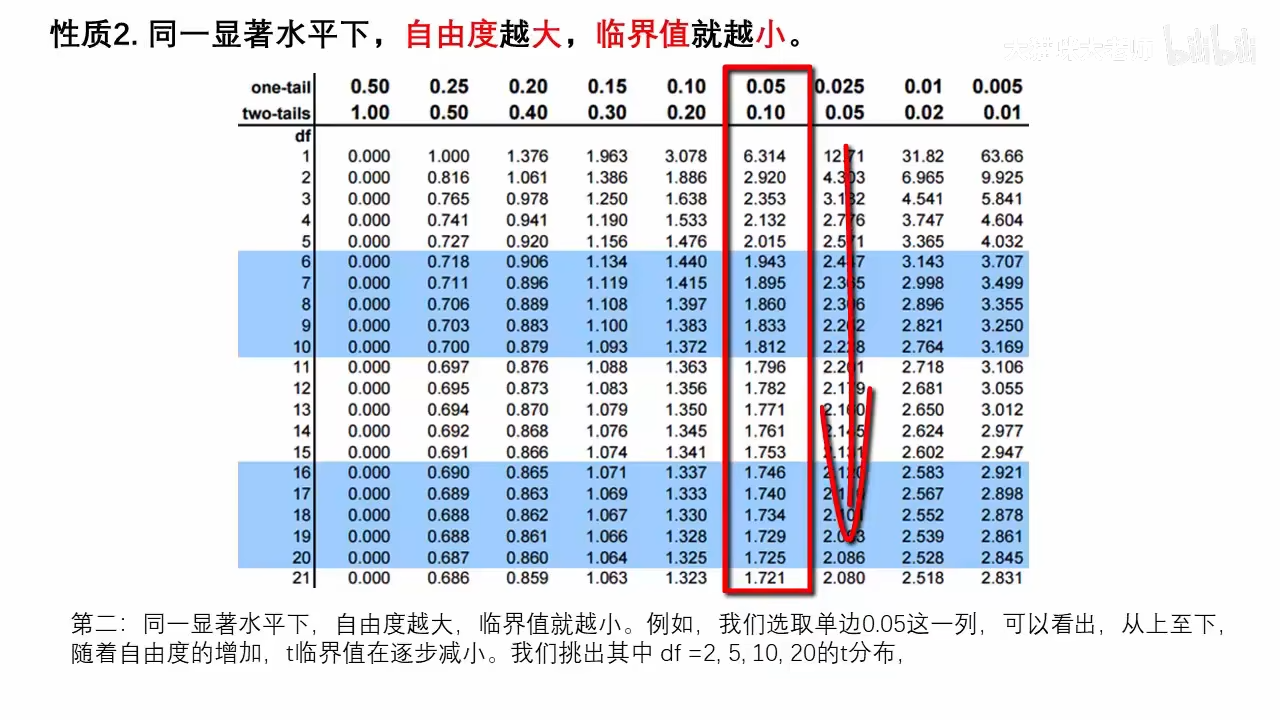 性质2. 同一显著水平下，自由度越大，临界值就越小。
bilibili
one-tail 0.50 0.25 0.20 0.15 0.10 0.05 0.025 0.01 0.005
two-tails 1.00 0.50 0.40 0.30 0.20 0.10 0.05 0.02 0.01
df
1 0.000 1.000 1.376 1.963 3.078 6.314 12.71 31.82 63.66
2 0.000 0.816 1.061 1.386 1.886 2.920 4.303 6.965 9.925
3 0.000 0.765 0.978 1.250 1.638 2.353 3.182 4.541 5.841
4 0.000 0.741 0.941 1.190 1.533 2.132 2.776 3.747 4.604
5 0.000 0.727 0.920 1.156 1.476 2.015 2.571 3.365 4.032
6 0.000 0.718 0.906 1.134 1.440 1.943 2.447 3.143 3.707
7 0.000 0.711 0.896 1.119 1.415 1.895 2.365 2.998 3.499
8 0.000 0.706 0.889 1.108 1.397 1.860 2.306 2.896 3.355
9 0.000 0.703 0.883 1.100 1.383 1.833 2.262 2.821 3.250
10 0.000 0.700 0.879 1.093 1.372 1.812 2.228 2.764 3.169
11 0.000 0.697 0.876 1.088 1.363 1.796 2.201 2.718 3.106
12 0.000 0.695 0.873 1.083 1.356 1.782 2.179 2.681 3.055
13 0.000 0.694 0.870 1.079 1.350 1.771 2.160 2.650 3.012
14 0.000 0.692 0.868 1.076 1.345 1.761 2.145 2.624 2.977
15 0.000 0.691 0.866 1.074 1.341 1.753 2.131 2.602 2.947
16 0.000 0.690 0.865 1.071 1.337 1.746 2.120 2.583 2.921
17 0.000 0.689 0.863 1.069 1.333 1.740 2.567 2.898
18 0.000 0.688 0.862 1.067 1.330 1.734 2.101 2.552 2.878
19 0.000 0.688 0.861 1.066 1.328 1.729 2.093 2.539 2.861
20 0.000 0.687 0.860 1.064 1.325 1.725 2.086 2.528 2.845
21 0.000 0.686 0.859 1.063 1.323 1.721 2.080 2.518 2.831
第二：同一显著水平下，自由度越大，临界值就越小。例如，我们选取单边0.05这一列，可以看出，从上至下，
随着自由度的增加，t临界值在逐步减小。我们挑出其中 df =2, 5, 10, 20的t分布，